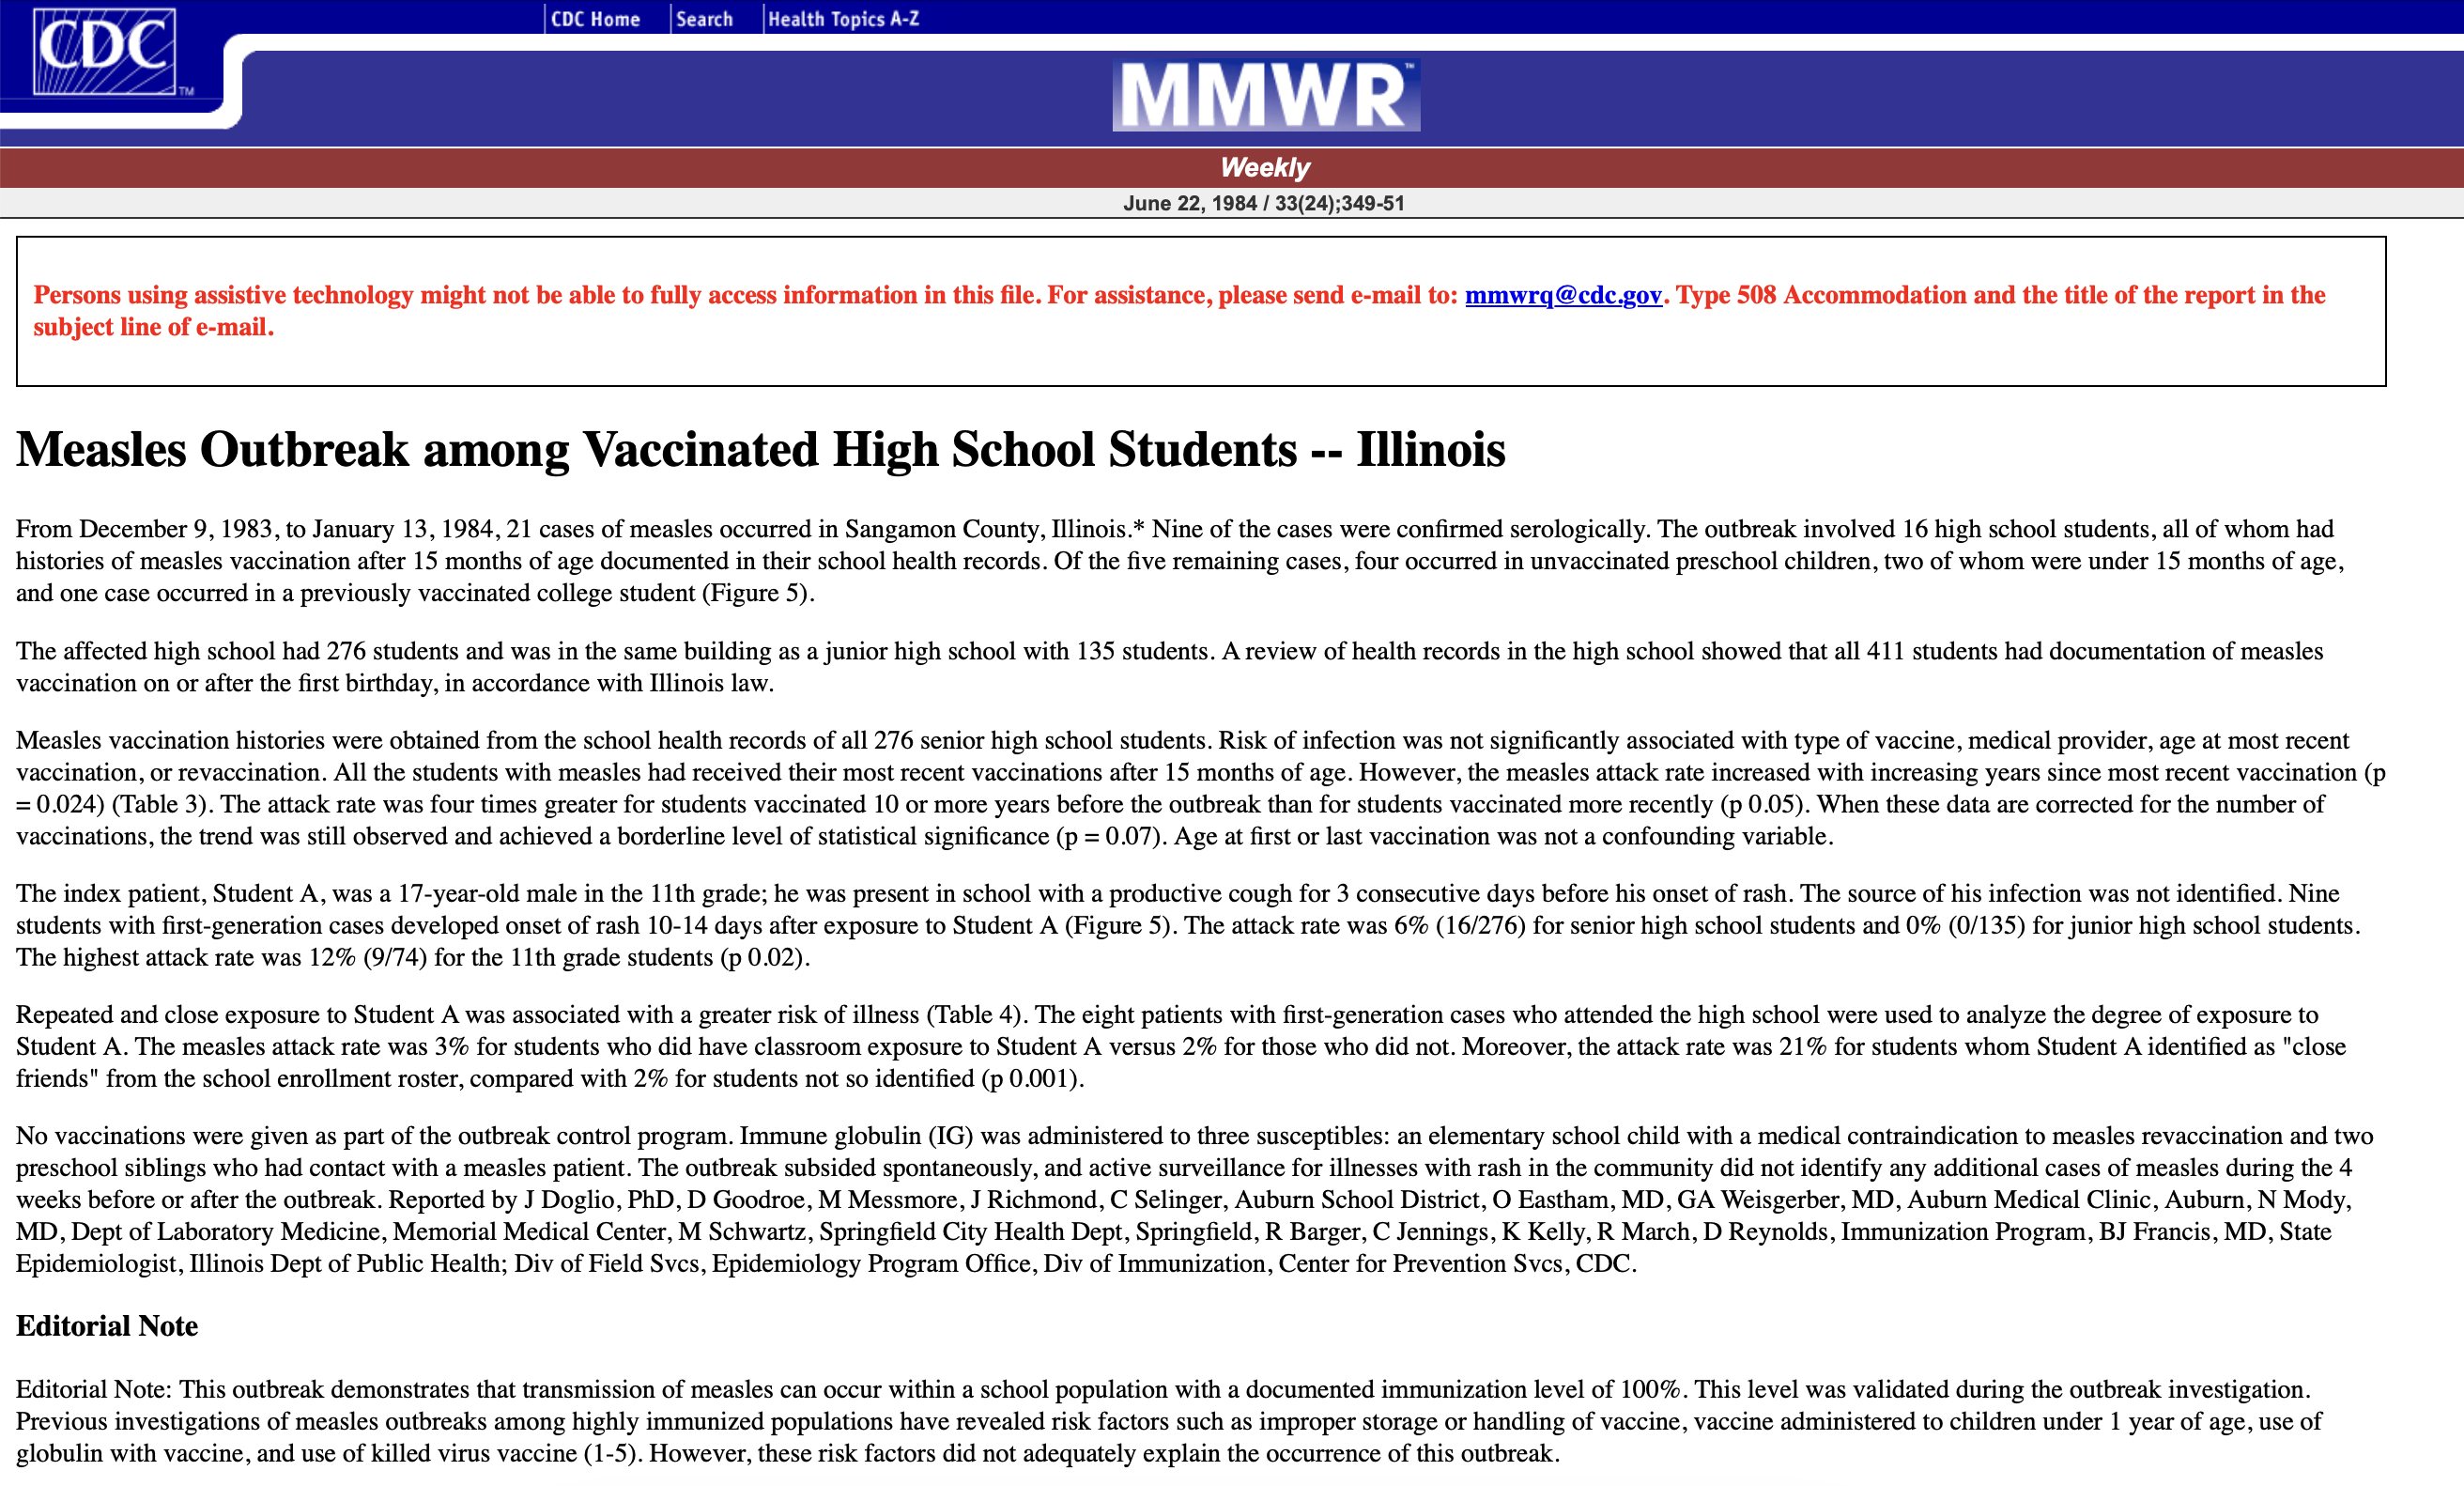 CDC
TM
CDC Home
Search
Health Topics A-Z
MMWR™
Weekly
June 22, 1984 / 33(24);349-51
Persons using assistive technology might not be able to fully access information in this file. For assistance, please send e-mail to: mmwrq@cdc.gov. Type 508 Accommodation and the title of the report in the
subject line of e-mail.
Measles Outbreak among Vaccinated High School Students -- Illinois
From December 9, 1983, to January 13, 1984, 21 cases of measles occurred in Sangamon County, Illinois.* Nine of the cases were confirmed serologically. The outbreak involved 16 high school students, all of whom had
histories of measles vaccination after 15 months of age documented in their school health records. Of the five remaining cases, four occurred in unvaccinated preschool children, two of whom were under 15 months of age,
and one case occurred in a previously vaccinated college student (Figure 5).
The affected high school had 276 students and was in the same building as a junior high school with 135 students. A review of health records in the high school showed that all 411 students had documentation of measles
vaccination on or after the first birthday, in accordance with Illinois law.
Measles vaccination histories were obtained from the school health records of all 276 senior high school students. Risk of infection was not significantly associated with type of vaccine, medical provider, age at most recent
vaccination, or revaccination. All the students with measles had received their most recent vaccinations after 15 months of age. However, the measles attack rate increased with increasing years since most recent vaccination (p
= 0.024) (Table 3). The attack rate was four times greater for students vaccinated 10 or more years before the outbreak than for students vaccinated more recently (p 0.05). When these data are corrected for the number of
vaccinations, the trend was still observed and achieved a borderline level of statistical significance (p = 0.07). Age at first or last vaccination was not a confounding variable.
The index patient, Student A, was a 17-year-old male in the 11th grade; he was present in school with a productive cough for 3 consecutive days before his onset of rash. The source of his infection was not identified. Nine
students with first-generation cases developed onset of rash 10-14 days after exposure to Student A (Figure 5). The attack rate was 6% (16/276) for senior high school students and 0% (0/135) for junior high school students.
The highest attack rate was 12% (9/74) for the 11th grade students (p 0.02).
Repeated and close exposure to Student A was associated with a greater risk of illness (Table 4). The eight patients with first-generation cases who attended the high school were used to analyze the degree of exposure to
Student A. The measles attack rate was 3% for students who did have classroom exposure to Student A versus 2% for those who did not. Moreover, the attack rate was 21% for students whom Student A identified as "close
friends" from the school enrollment roster, compared with 2% for students not so identified (p 0.001).
No vaccinations were given as part of the outbreak control program. Immune globulin (IG) was administered to three susceptibles: an elementary school child with a medical contraindication to measles revaccination and two
preschool siblings who had contact with a measles patient. The outbreak subsided spontaneously, and active surveillance for illnesses with rash in the community did not identify any additional cases of measles during the 4
weeks before or after the outbreak. Reported by J Doglio, PhD, D Goodroe, M Messmore, J Richmond, C Selinger, Auburn School District, O Eastham, MD, GA Weisgerber, MD, Auburn Medical Clinic, Auburn, N Mody,
MD, Dept of Laboratory Medicine, Memorial Medical Center, M Schwartz, Springfield City Health Dept, Springfield, R Barger, C Jennings, K Kelly, R March, D Reynolds, Immunization Program, BJ Francis, MD, State
Epidemiologist, Illinois Dept of Public Health; Div of Field Svcs, Epidemiology Program Office, Div of Immunization, Center for Prevention Svcs, CDC.
Editorial Note
Editorial Note: This outbreak demonstrates that transmission of measles can occur within a school population with a documented immunization level of 100%. This level was validated during the outbreak investigation.
Previous investigations of measles outbreaks among highly immunized populations have revealed risk factors such as improper storage or handling of vaccine, vaccine administered to children under 1 year of age, use of
globulin with vaccine, and use of killed virus vaccine (1-5). However, these risk factors did not adequately explain the occurrence of this outbreak.